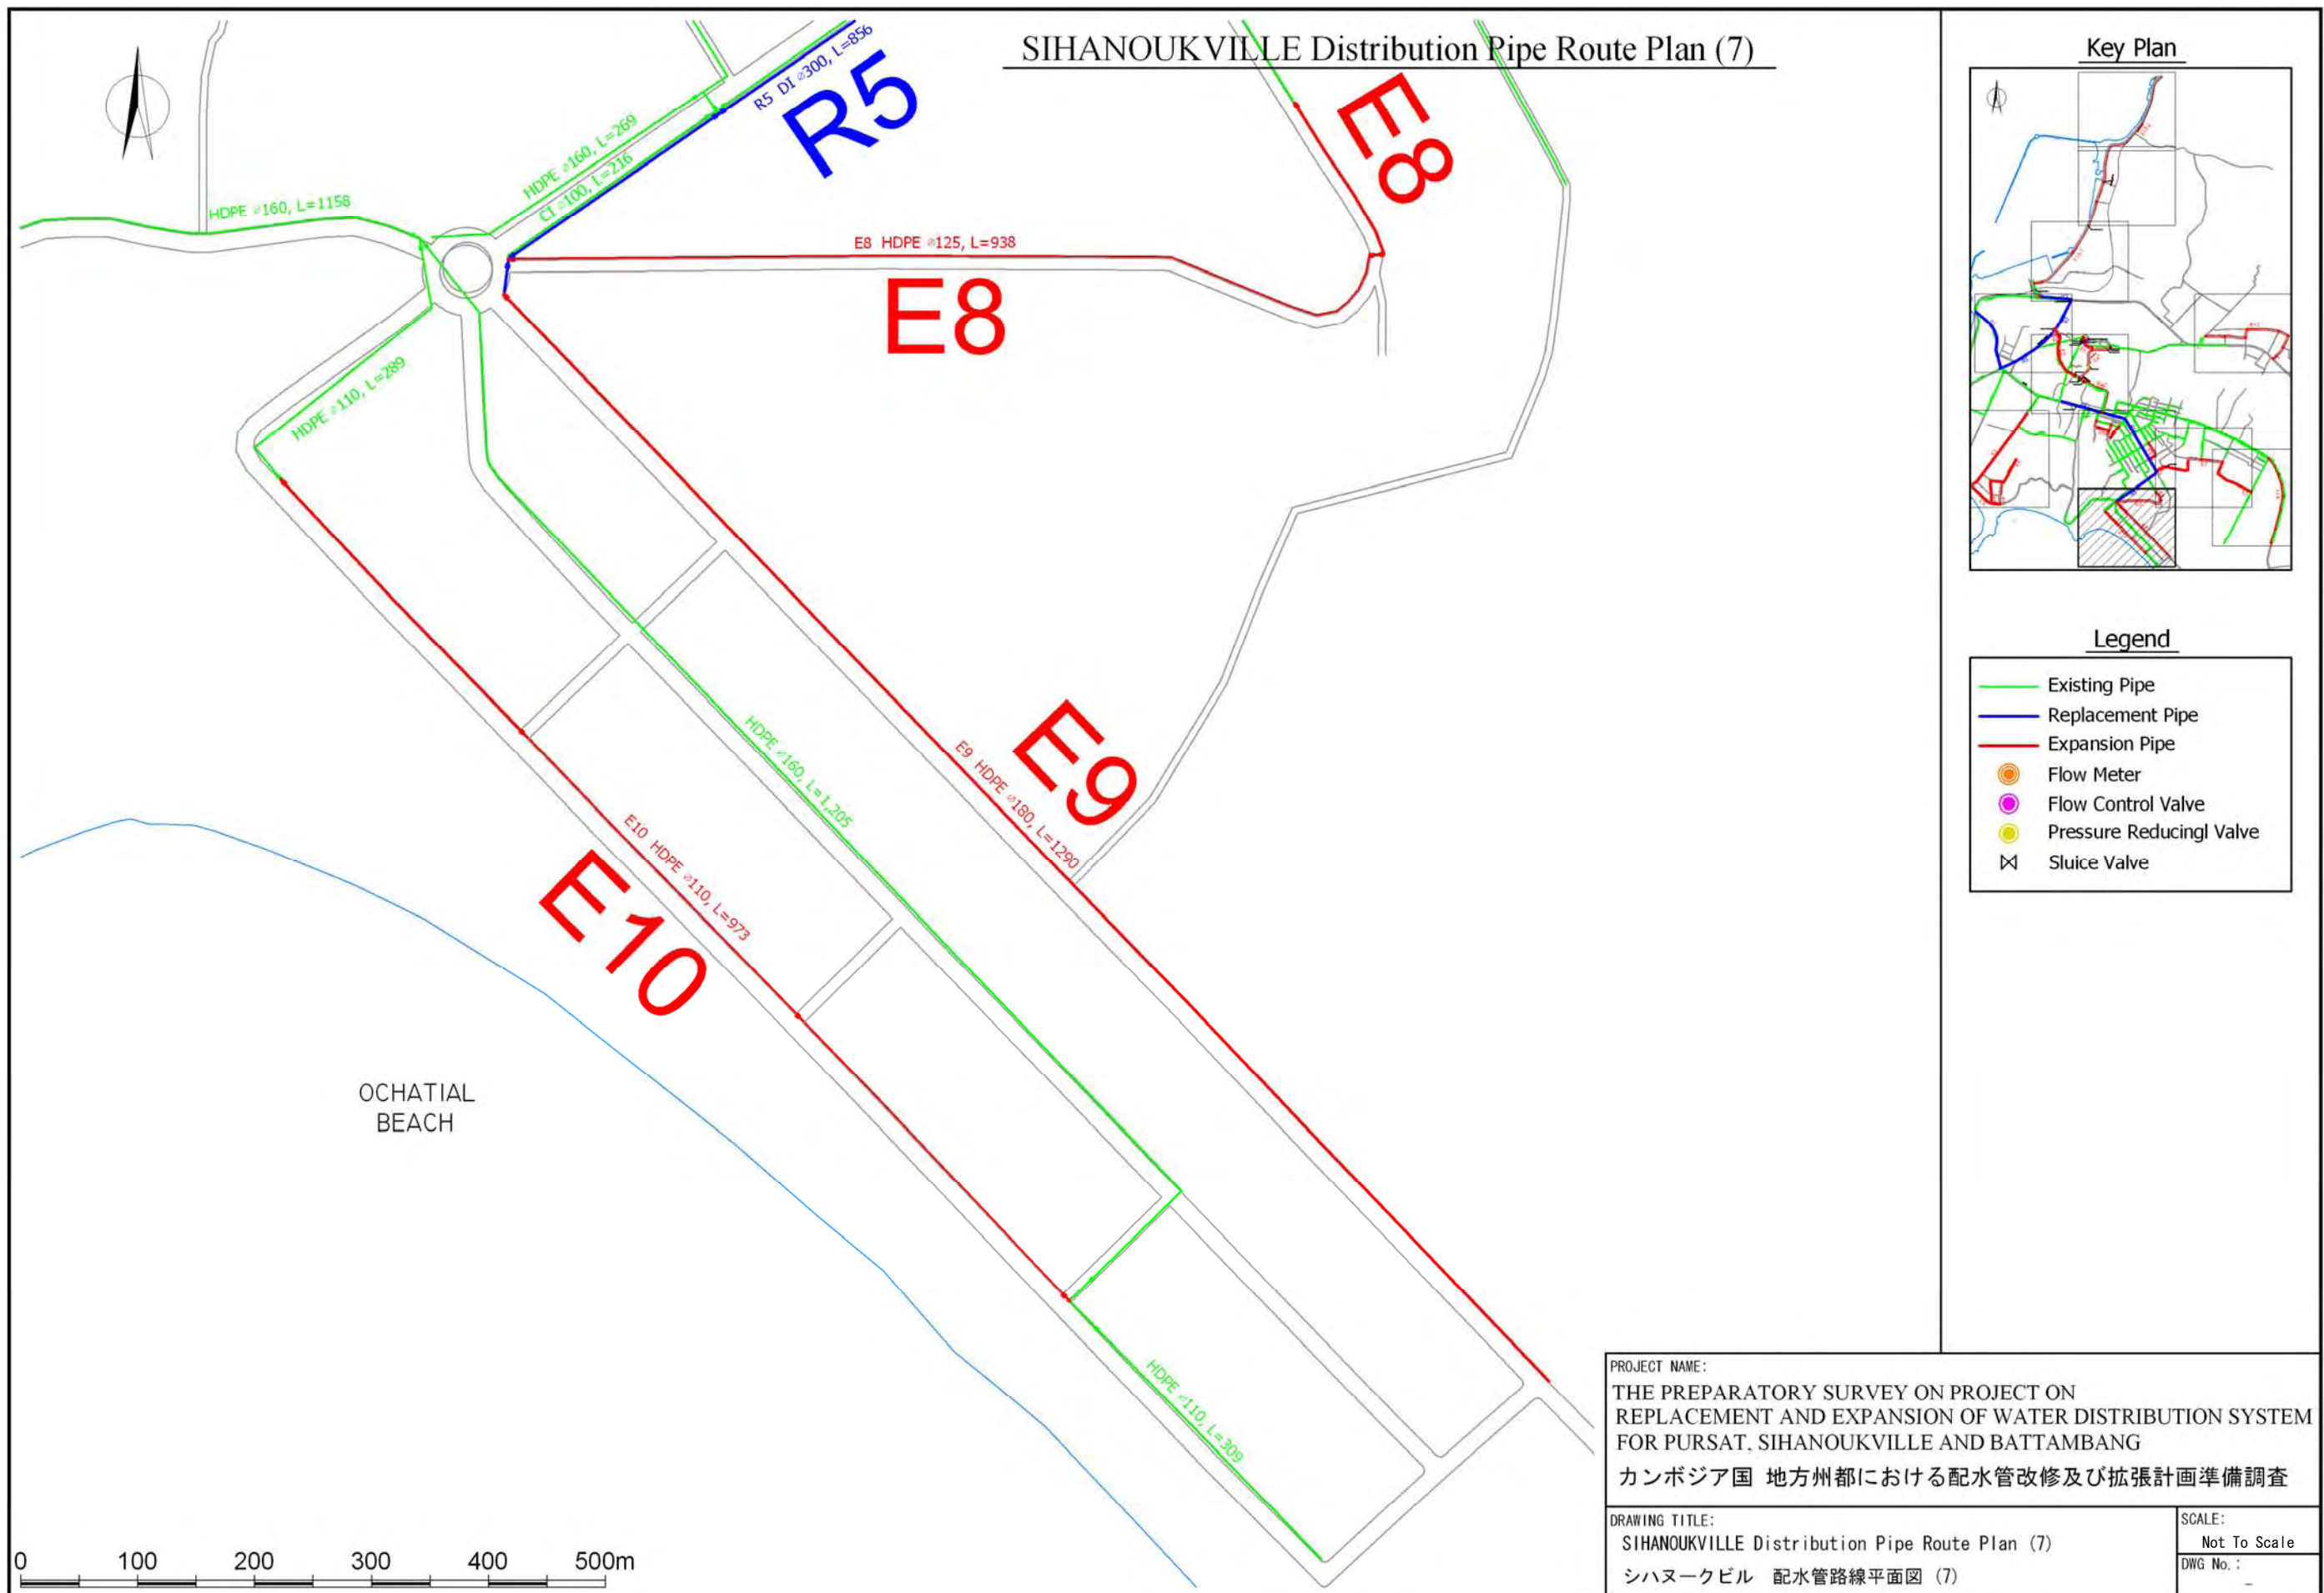 SIHANOUKVILLE Distribution Pipe Route Plan (7)
R5 DI ⌀300, L=856
R5
E8
HDPE ⌀160, L=269
CI ⌀100, L=216
HDPE ⌀160, L=1158
E8 HDPE ⌀125, L=938
E8
HDPE ⌀110, L=289
HDPE ⌀160, L=1,205
E9 HDPE ⌀180, L=1290
E9
E10 HDPE ⌀110, L=973
E10
OCHATIAL
BEACH
HDPE ⌀110, L=309
0 100 200 300 400 500m
Key Plan
Legend
Existing Pipe
Replacement Pipe
Expansion Pipe
Flow Meter
Flow Control Valve
Pressure Reducingl Valve
Sluice Valve
PROJECT NAME:
THE PREPARATORY SURVEY ON PROJECT ON
REPLACEMENT AND EXPANSION OF WATER DISTRIBUTION SYSTEM
FOR PURSAT, SIHANOUKVILLE AND BATTAMBANG
カンボジア国 地方州都における配水管改修及び拡張計画準備調査
DRAWING TITLE:
SIHANOUKVILLE Distribution Pipe Route Plan (7)
シハヌークビル 配水管路線平面図 (7)
SCALE:
Not To Scale
DWG No.:
–